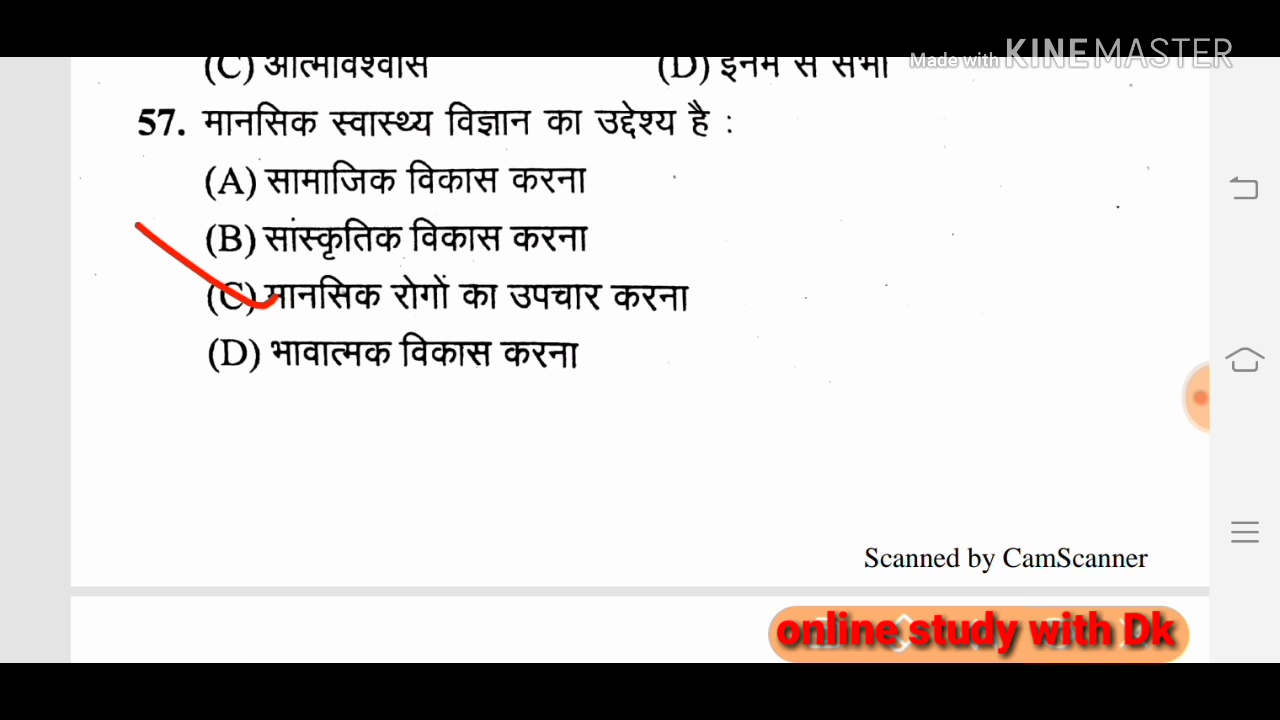 Made with KINEMASTER
(C) आत्मविश्वास (D) इनमें से सभी
57. मानसिक स्वास्थ्य विज्ञान का उद्देश्य है :
(A) सामाजिक विकास करना
(B) सांस्कृतिक विकास करना
(C) मानसिक रोगों का उपचार करना
(D) भावात्मक विकास करना
Scanned by CamScanner
online study with Dk